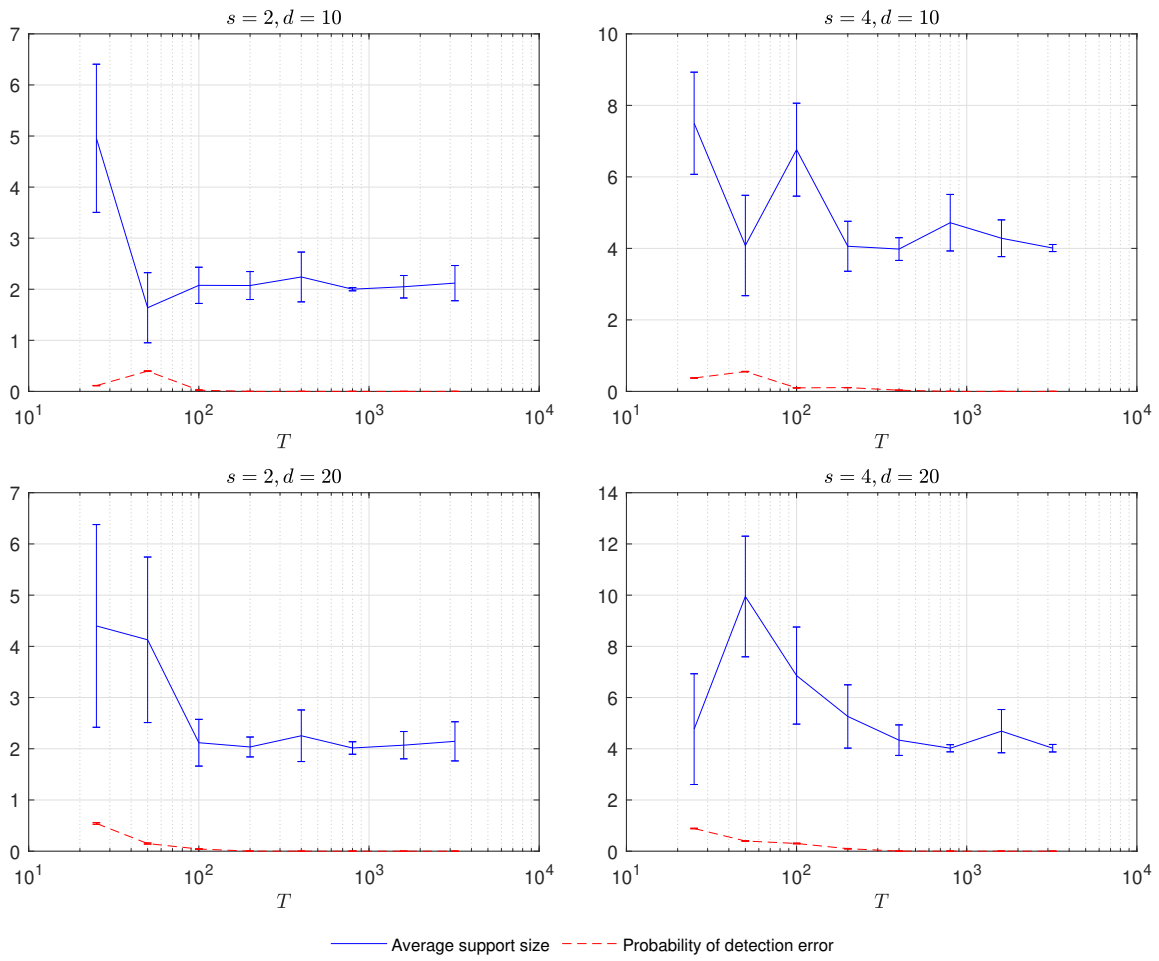 s = 2, d = 10
7
6
5
4
3
2
1
0
10^1 10^2 10^3 10^4
T
s = 4, d = 10
10
8
6
4
2
0
10^1 10^2 10^3 10^4
T
s = 2, d = 20
7
6
5
4
3
2
1
0
10^1 10^2 10^3 10^4
T
s = 4, d = 20
14
12
10
8
6
4
2
0
10^1 10^2 10^3 10^4
T
Average support size Probability of detection error